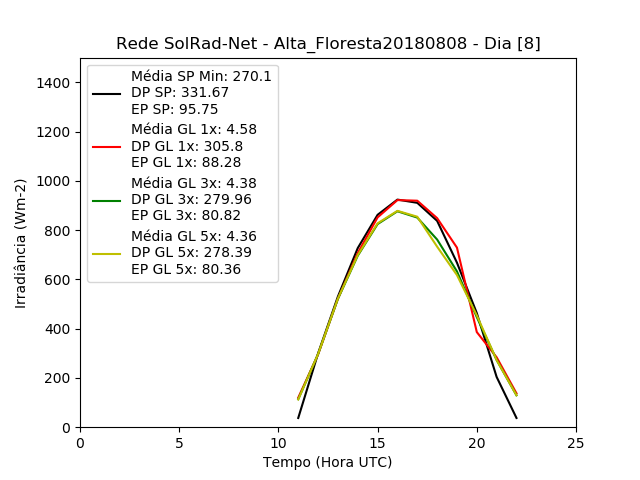 Rede SolRad-Net - Alta_Floresta20180808 - Dia [8]
Média SP Min: 270.1
DP SP: 331.67
EP SP: 95.75
Média GL 1x: 4.58
DP GL 1x: 305.8
EP GL 1x: 88.28
Média GL 3x: 4.38
DP GL 3x: 279.96
EP GL 3x: 80.82
Média GL 5x: 4.36
DP GL 5x: 278.39
EP GL 5x: 80.36
Irradiância (Wm-2)
1400
1200
1000
800
600
400
200
0
0 5 10 15 20 25
Tempo (Hora UTC)